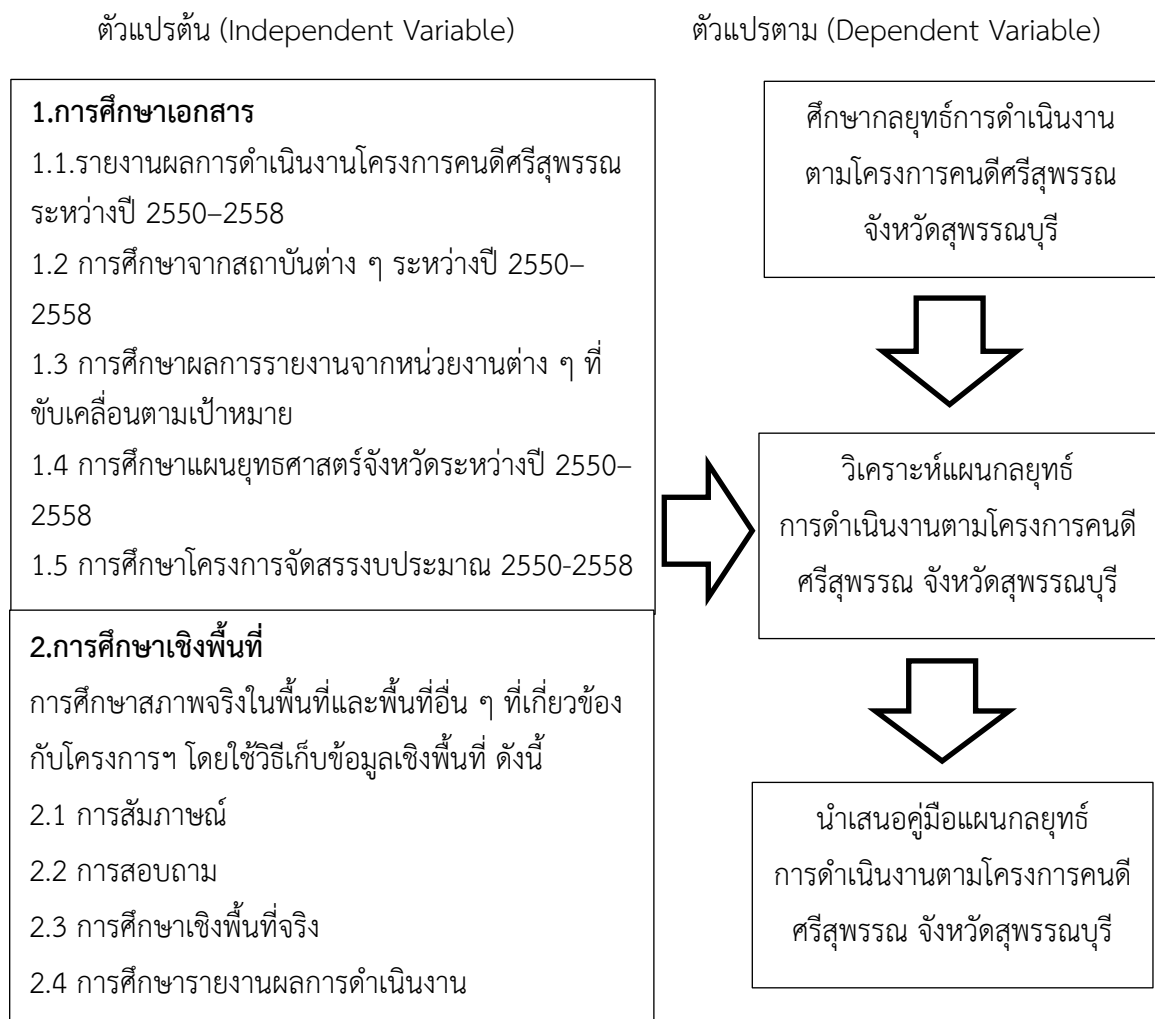 ตัวแปรต้น (Independent Variable)
ตัวแปรตาม (Dependent Variable)
1.การศึกษาเอกสาร
1.1.รายงานผลการดำเนินงานโครงการคนดีศรีสุพรรณ
ระหว่างปี 2550–2558
1.2 การศึกษาจากสถาบันต่าง ๆ ระหว่างปี 2550–
2558
1.3 การศึกษาผลการรายงานจากหน่วยงานต่าง ๆ ที่
ขับเคลื่อนตามเป้าหมาย
1.4 การศึกษาแผนยุทธศาสตร์จังหวัดระหว่างปี 2550–
2558
1.5 การศึกษาโครงการจัดสรรงบประมาณ 2550-2558
2.การศึกษาเชิงพื้นที่
การศึกษาสภาพจริงในพื้นที่และพื้นที่อื่น ๆ ที่เกี่ยวข้อง
กับโครงการฯ โดยใช้วิธีเก็บข้อมูลเชิงพื้นที่ ดังนี้
2.1 การสัมภาษณ์
2.2 การสอบถาม
2.3 การศึกษาเชิงพื้นที่จริง
2.4 การศึกษารายงานผลการดำเนินงาน
ศึกษากลยุทธ์การดำเนินงาน
ตามโครงการคนดีศรีสุพรรณ
จังหวัดสุพรรณบุรี
วิเคราะห์แผนกลยุทธ์
การดำเนินงานตามโครงการคนดี
ศรีสุพรรณ จังหวัดสุพรรณบุรี
นำเสนอคู่มือแผนกลยุทธ์
การดำเนินงานตามโครงการคนดี
ศรีสุพรรณ จังหวัดสุพรรณบุรี